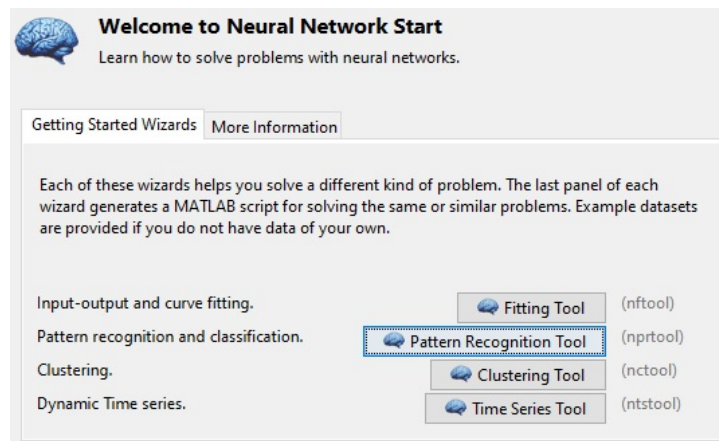 Welcome to Neural Network Start
Learn how to solve problems with neural networks.
Getting Started Wizards More Information
Each of these wizards helps you solve a different kind of problem. The last panel of each
wizard generates a MATLAB script for solving the same or similar problems. Example datasets
are provided if you do not have data of your own.
Input-output and curve fitting. Fitting Tool (nftool)
Pattern recognition and classification. Pattern Recognition Tool (nprtool)
Clustering. Clustering Tool (nctool)
Dynamic Time series. Time Series Tool (ntstool)